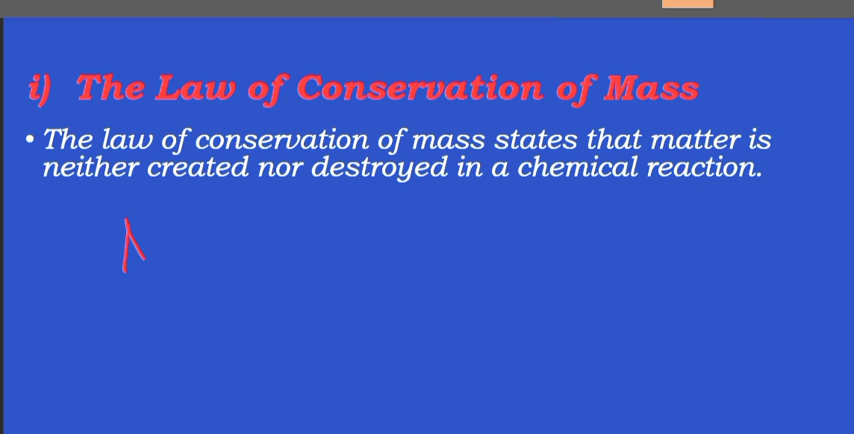 i) The Law of Conservation of Mass
• The law of conservation of mass states that matter is
neither created nor destroyed in a chemical reaction.